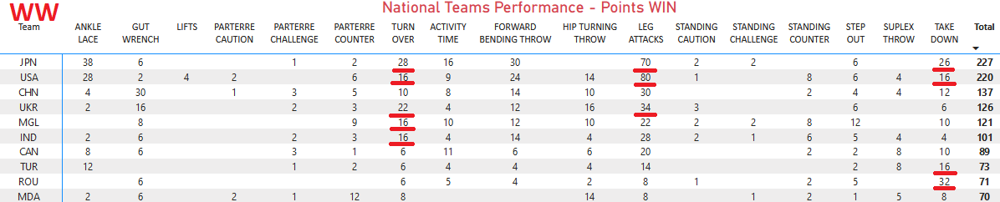 WW
National Teams Performance - Points WIN
Team ANKLE LACE GUT WRENCH LIFTS PARTERRE CAUTION PARTERRE CHALLENGE PARTERRE COUNTER TURN OVER ACTIVITY TIME FORWARD BENDING THROW HIP TURNING THROW LEG ATTACKS STANDING CAUTION STANDING CHALLENGE STANDING COUNTER STEP OUT SUPLEX THROW TAKE DOWN Total
JPN 38 6 1 2 28 16 30 70 2 2 6 26 227
USA 28 2 4 2 6 16 9 24 14 80 1 8 6 4 16 220
CHN 4 30 1 3 5 10 8 14 10 30 2 4 4 12 137
UKR 2 16 2 3 22 4 12 16 34 3 6 6 126
MGL 8 9 16 10 12 10 22 2 2 8 12 10 121
IND 2 6 2 3 16 4 14 4 28 2 1 6 5 4 4 101
CAN 8 6 3 1 6 11 6 6 20 2 2 8 10 89
TUR 12 1 2 6 4 4 4 14 2 8 16 73
ROU 6 6 5 4 2 8 1 2 5 32 71
MDA 2 6 2 1 12 8 14 8 1 2 1 5 8 70